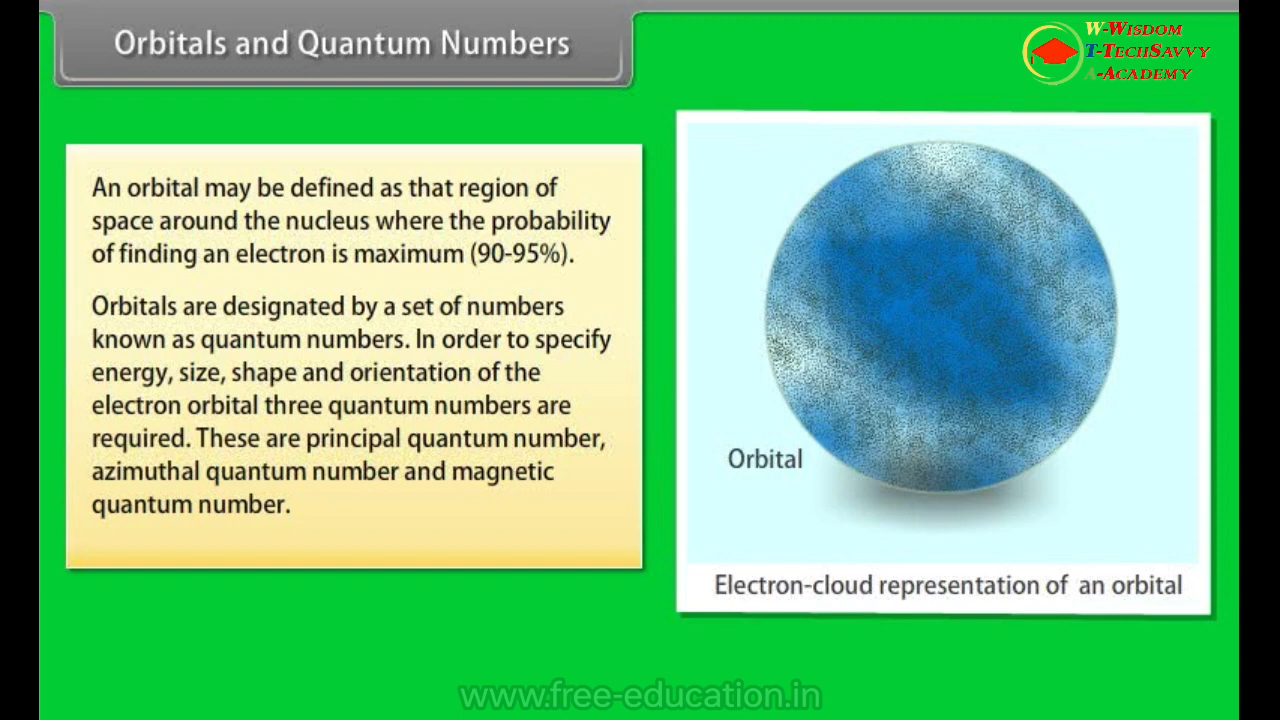 Orbitals and Quantum Numbers
W-Wisdom
T-TechSavvy
A-Academy
An orbital may be defined as that region of
space around the nucleus where the probability
of finding an electron is maximum (90-95%).
Orbitals are designated by a set of numbers
known as quantum numbers. In order to specify
energy, size, shape and orientation of the
electron orbital three quantum numbers are
required. These are principal quantum number,
azimuthal quantum number and magnetic
quantum number.
Orbital
Electron-cloud representation of an orbital
www.free-education.in